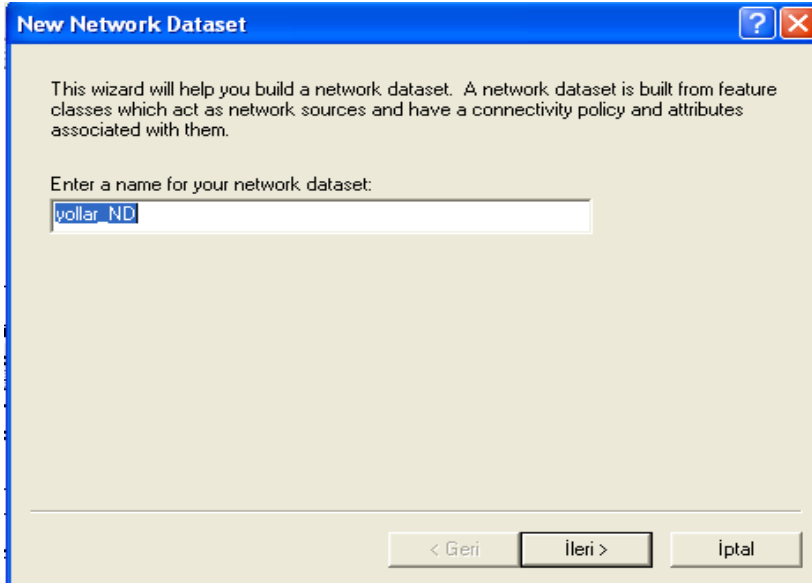 New Network Dataset
This wizard will help you build a network dataset. A network dataset is built from feature
classes which act as network sources and have a connectivity policy and attributes
associated with them.
Enter a name for your network dataset:
yollar_ND
< Geri İleri > İptal